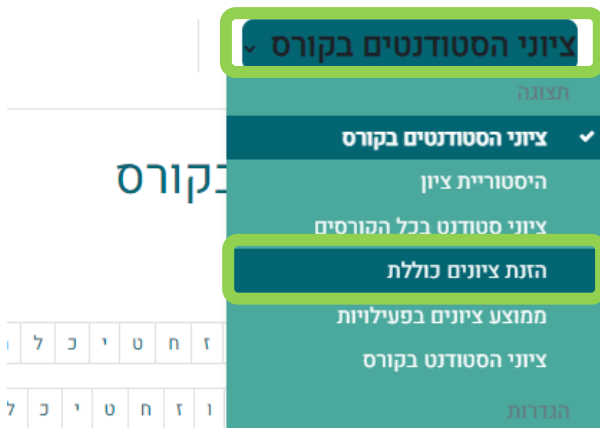 ציוני הסטודנטים בקורס
תצוגה
ציוני הסטודנטים בקורס
בקורס
היסטוריית ציון
ציוני סטודנט בכל הקורסים
הזנת ציונים כוללת
ממוצע ציונים בפעילויות
ז ח ט י כ ל
ציוני הסטודנט בקורס
ו ז ח ט י כ ל
הגדרות